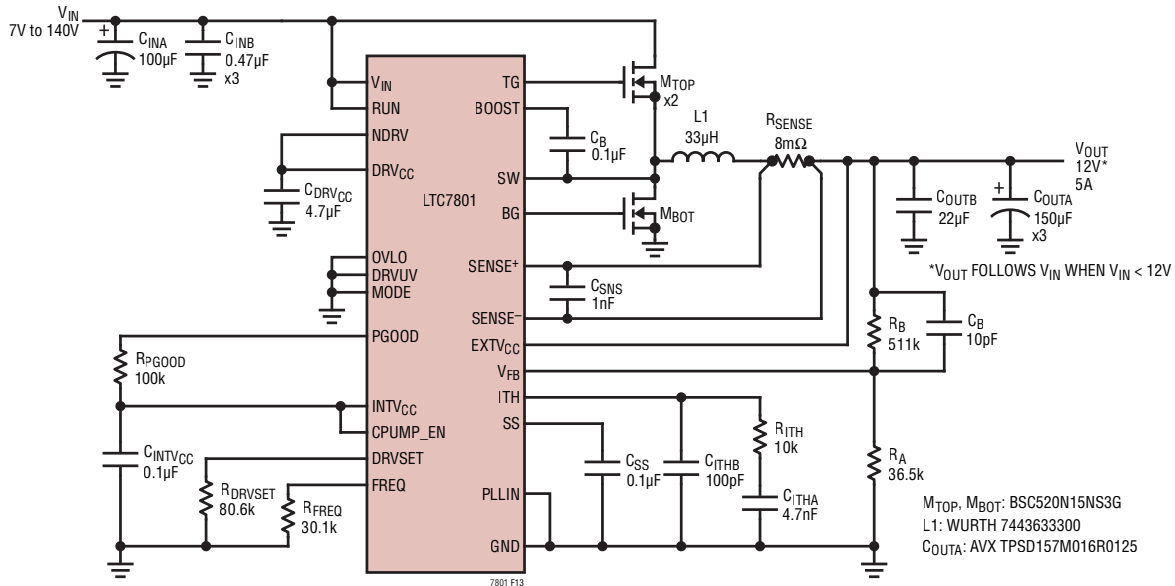 VIN
7V to 140V
CINA
100µF
CINB
0.47µF
x3
VIN
RUN
NDRV
DRVCC
CDRVCC
4.7µF
OVLO
DRVUV
MODE
PGOOD
RPGOOD
100k
INTVCC
CPUMP_EN
CINTVCC
0.1µF
DRVSET
FREQ
RDRVSET
80.6k
RFREQ
30.1k
LTC7801
TG
BOOST
SW
BG
SENSE+
SENSE–
EXTVCC
VFB
ITH
SS
PLLIN
GND
MTOP
x2
CB
0.1µF
MBOT
L1
33µH
RSENSE
8mΩ
CSNS
1nF
VOUT
12V*
5A
COUTB
22µF
COUTA
150µF
x3
*VOUT FOLLOWS VIN WHEN VIN < 12V
RB
511k
CB
10pF
RA
36.5k
CSS
0.1µF
CITHB
100pF
RITH
10k
CITHA
4.7nF
MTOP, MBOT: BSC520N15NS3G
L1: WURTH 7443633300
COUTA: AVX TPSD157M016R0125
7801 F13